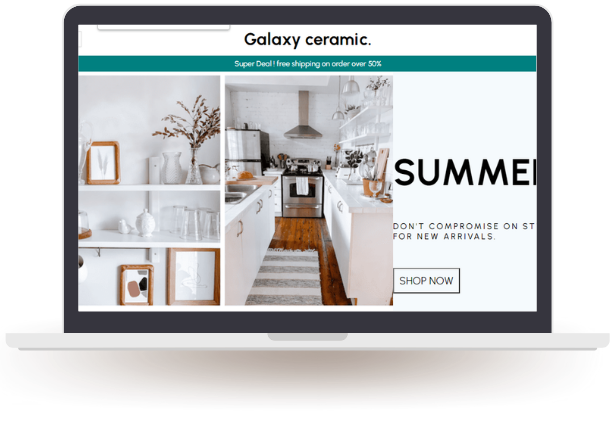 Galaxy ceramic.
Super Deal ! free shipping on order over 50%
SUMME
DON'T COMPROMISE ON ST
FOR NEW ARRIVALS.
SHOP NOW